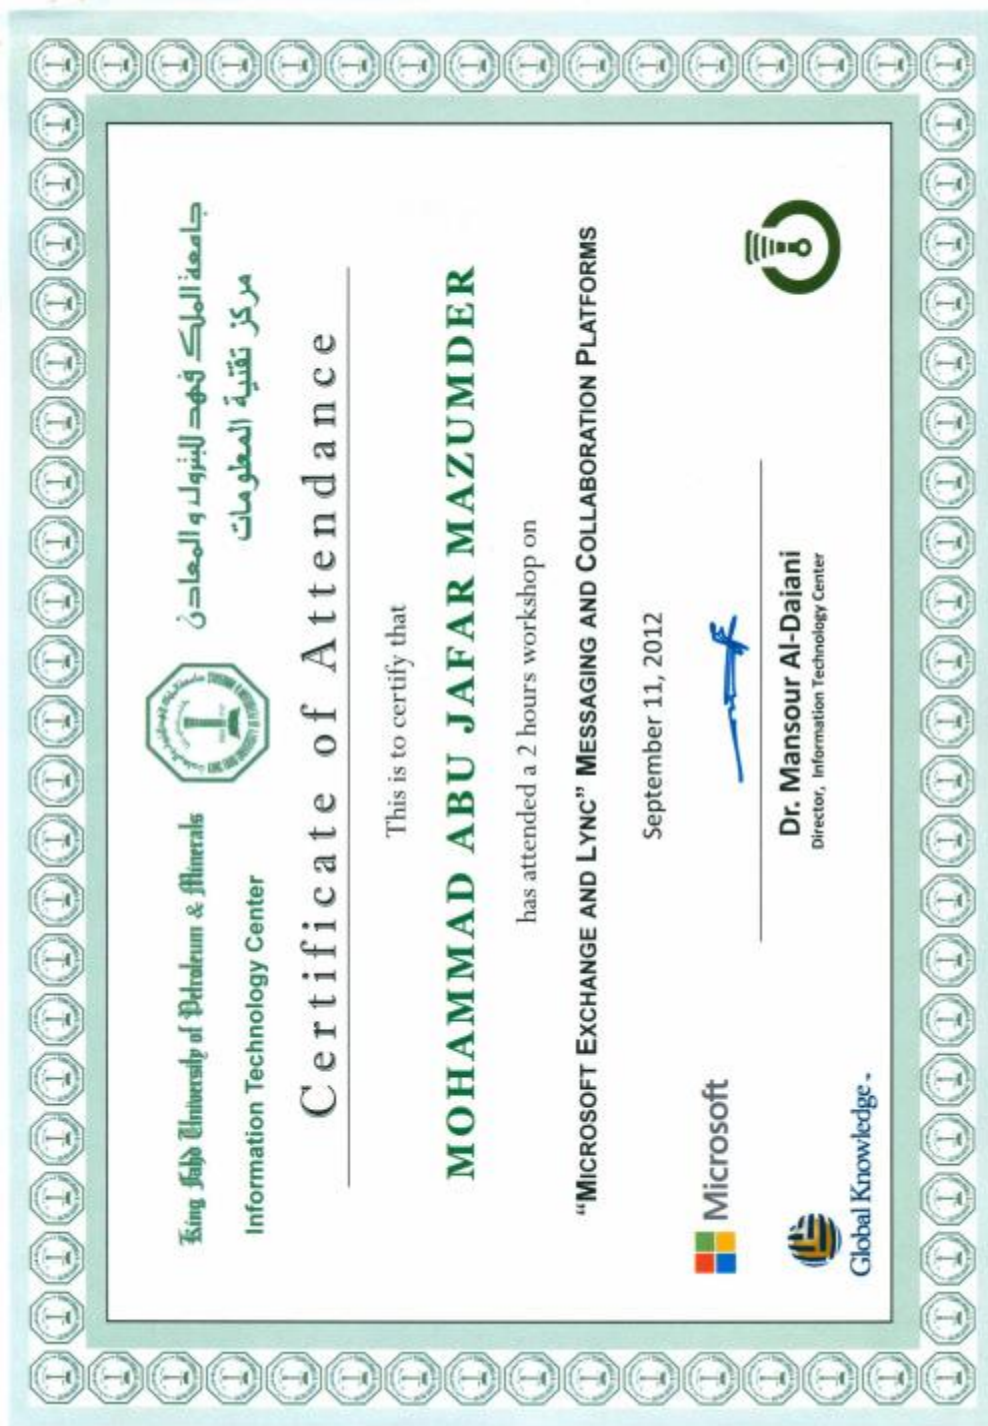 King Fahd University of Petroleum & Minerals
Information Technology Center
جامعة الملك فهد للبترول والمعادن
مركز تقنية المعلومات
Certificate of Attendance
This is to certify that
MOHAMMAD ABU JAFAR MAZUMDER
has attended a 2 hours workshop on
“MICROSOFT EXCHANGE AND LYNC” MESSAGING AND COLLABORATION PLATFORMS
September 11, 2012
Microsoft
Global Knowledge.
Dr. Mansour Al-Daiani
Director, Information Technology Center